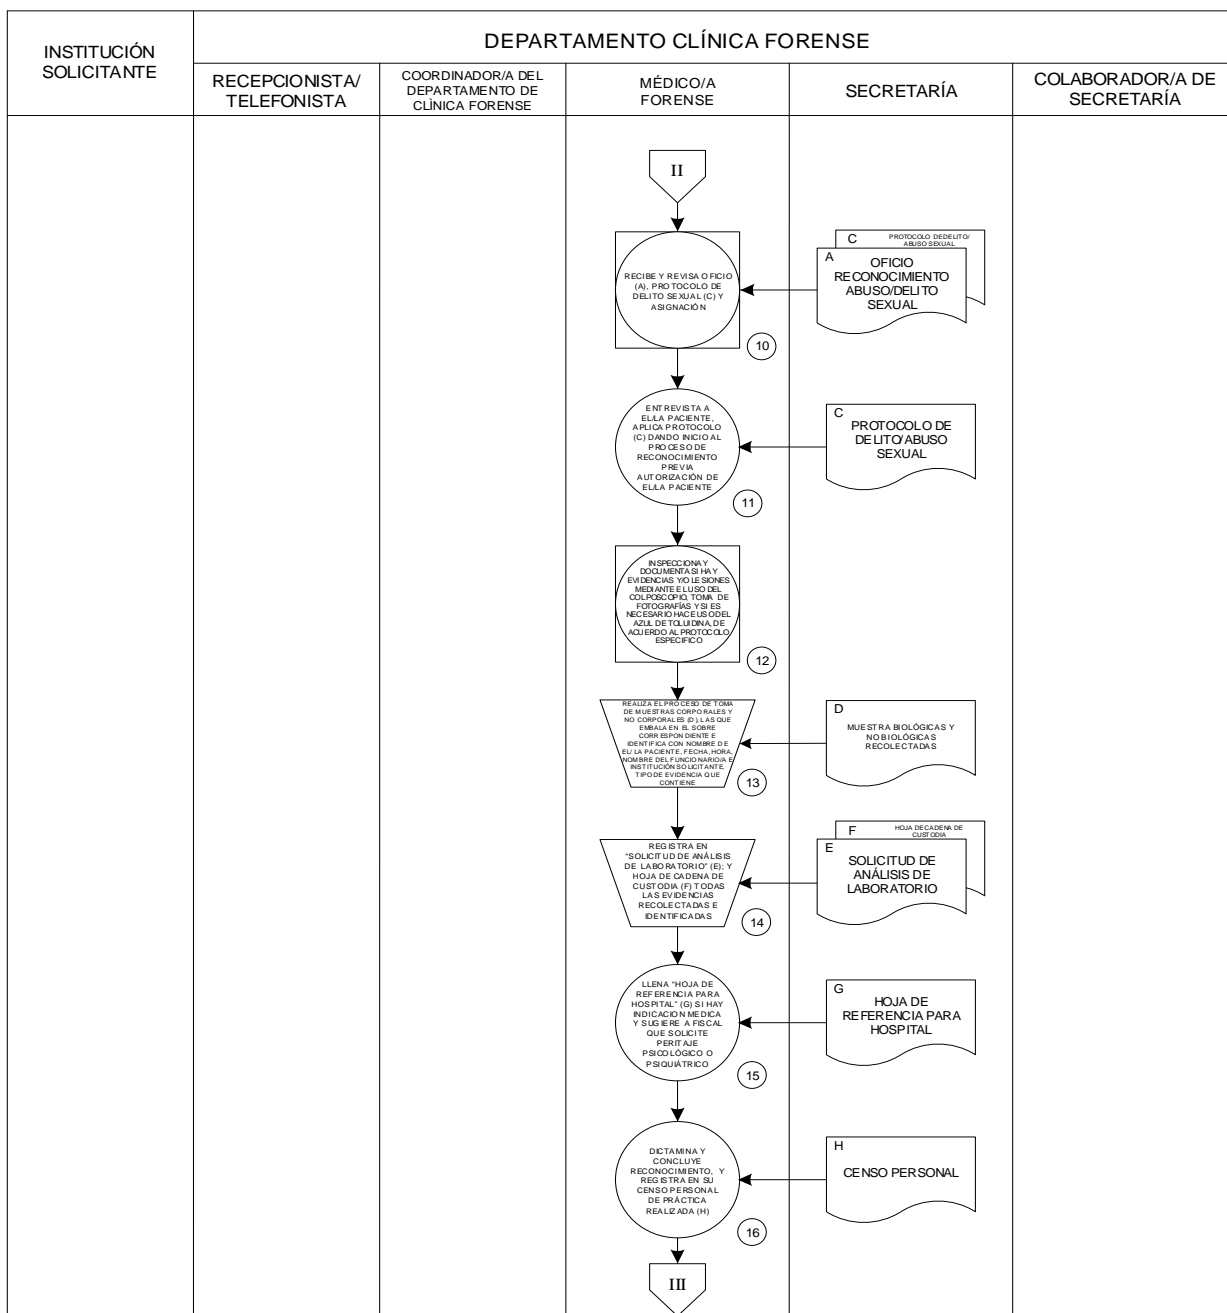 INSTITUCIÓN
SOLICITANTE
DEPARTAMENTO CLÍNICA FORENSE
RECEPCIONISTA/
TELEFONISTA
COORDINADOR/A DEL
DEPARTAMENTO DE
CLÌNICA FORENSE
MÉDICO/A
FORENSE
SECRETARÍA
COLABORADOR/A DE
SECRETARÍA
II
RECIBE Y REVISA OFICIO
(A), PROTOCOLO DE
DELITO SEXUAL (C) Y
ASIGNACIÓN
10
C
PROTOCOLO DE DELITO/
ABUSO SEXUAL
A
OFICIO
RECONOCIMIENTO
ABUSO/DELITO
SEXUAL
ENTREVISTA A
EL/LA PACIENTE,
APLICA PROTOCOLO
(C) DANDO INICIO AL
PROCESO DE
RECONOCIMIENTO
PREVIA
AUTORIZACIÓN DE
EL/LA PACIENTE
11
C
PROTOCOLO DE
DELITO/ABUSO
SEXUAL
INSPECCIONA Y
DOCUMENTA SI HAY
EVIDENCIAS Y/O LESIONES
MEDIANTE EL USO DEL
COLPOSCOPIO, TOMA DE
FOTOGRAFÍAS Y SI ES
NECESARIO HACE USO DEL
AZUL DE TOLUIDINA, DE
ACUERDO AL PROTOCOLO
ESPECIFICO
12
REALIZA EL PROCESO DE TOMA
DE MUESTRAS CORPORALES Y
NO CORPORALES (D), LAS QUE
EMBALA EN EL SOBRE
CORRESPONDIENTE E
IDENTIFICA CON NOMBRE DE
EL/ LA PACIENTE, FECHA, HORA,
NOMBRE DEL FUNCIONARIO/A E
INSTITUCIÓN SOLICITANTE,
TIPO DE EVIDENCIA QUE
CONTIENE
13
D
MUESTRA BIOLÓGICAS Y
NO BIOLÓGICAS
RECOLECTADAS
REGISTRA EN
"SOLICITUD DE ANÁLISIS
DE LABORATORIO" (E); Y
HOJA DE CADENA DE
CUSTODIA (F) TODAS
LAS EVIDENCIAS
RECOLECTADAS E
IDENTIFICADAS
14
F
HOJA DE CADENA DE
CUSTODIA
E
SOLICITUD DE
ANÁLISIS DE
LABORATORIO
LLENA "HOJA DE
REFERENCIA PARA
HOSPITAL" (G) SI HAY
INDICACION MEDICA
Y SUGIERE A FISCAL
QUE SOLICITE
PERITAJE
PSICOLÓGICO O
PSIQUIÁTRICO
15
G
HOJA DE
REFERENCIA PARA
HOSPITAL
DICTAMINA Y
CONCLUYE
RECONOCIMIENTO, Y
REGISTRA EN SU
CENSO PERSONAL
DE PRÁCTICA
REALIZADA (H)
16
H
CENSO PERSONAL
III